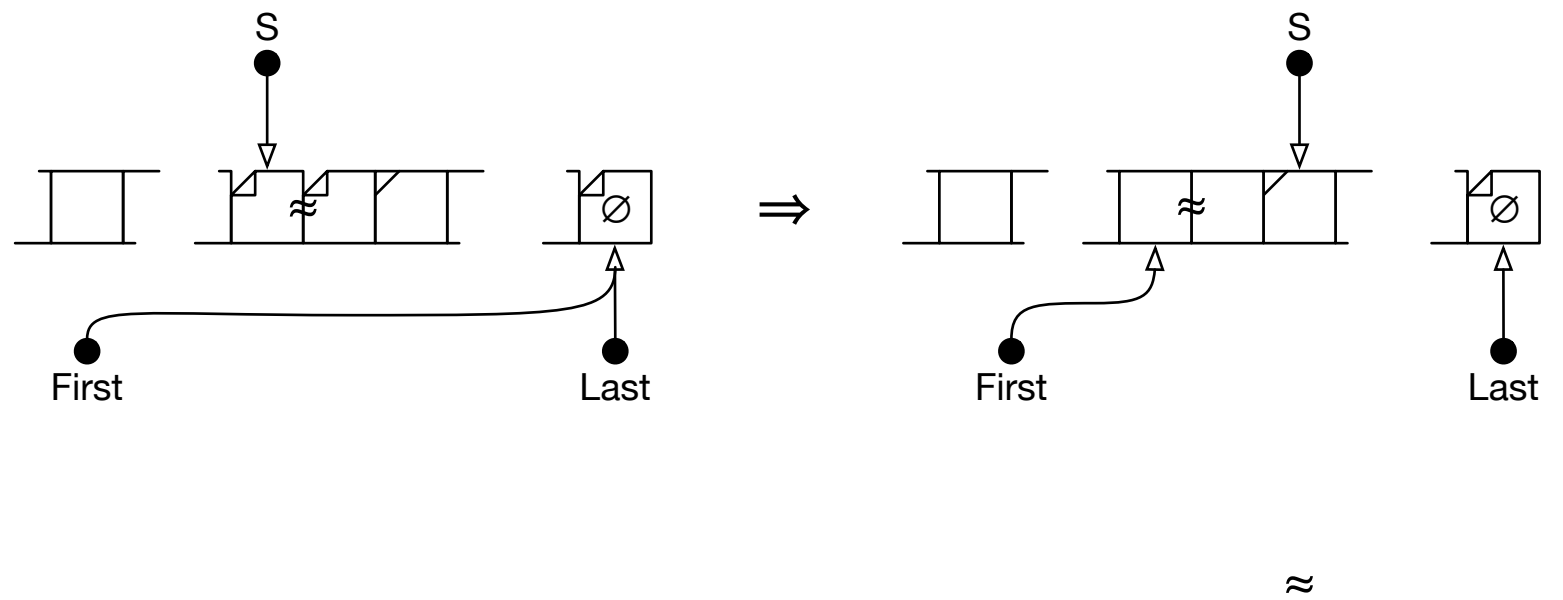 S S
≈ ∅ ⇒ ≈ ∅
First Last First Last
≈